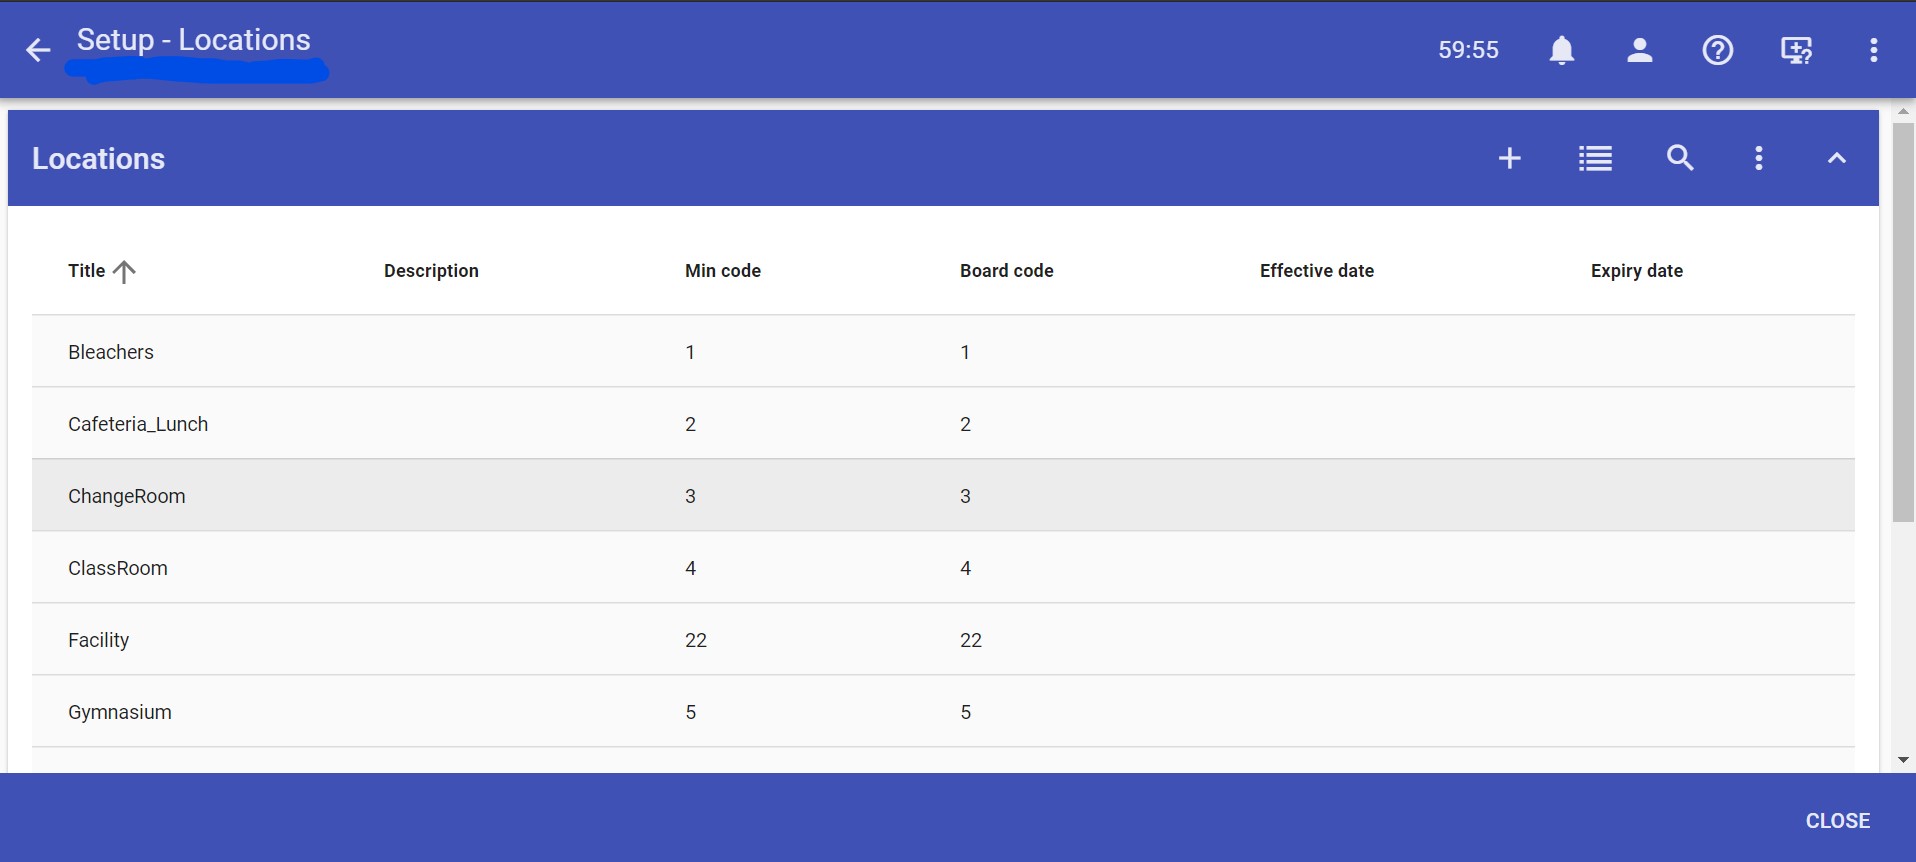 Setup - Locations
59:55
Locations
Title Description Min code Board code Effective date Expiry date
Bleachers 1 1
Cafeteria_Lunch 2 2
ChangeRoom 3 3
ClassRoom 4 4
Facility 22 22
Gymnasium 5 5
CLOSE